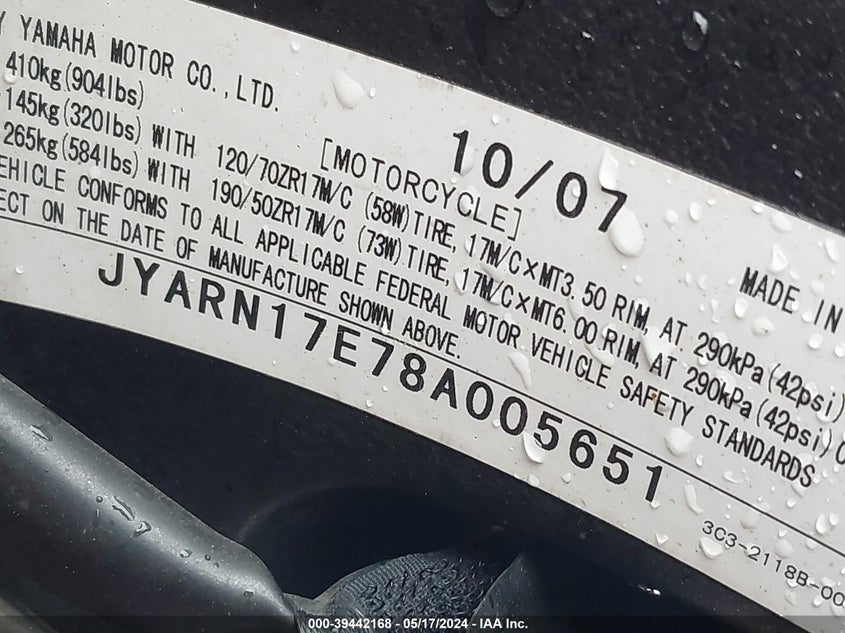 Y YAMAHA MOTOR CO., LTD.
10/07
MADE IN
410kg(904lbs)
[MOTORCYCLE]
145kg(320lbs) WITH 120/70ZR17M/C (58W)TIRE, 17M/C×MT3.50 RIM, AT 290kPa(42psi)
265kg(584lbs) WITH 190/50ZR17M/C (73W)TIRE, 17M/C×MT6.00 RIM, AT 290kPa(42psi)
VEHICLE CONFORMS TO ALL APPLICABLE FEDERAL MOTOR VEHICLE SAFETY STANDARDS
ECT ON THE DATE OF MANUFACTURE SHOWN ABOVE.
JYARN17E78A005651
3C3-2118B-00
000-39442168 - 05/17/2024 - IAA Inc.